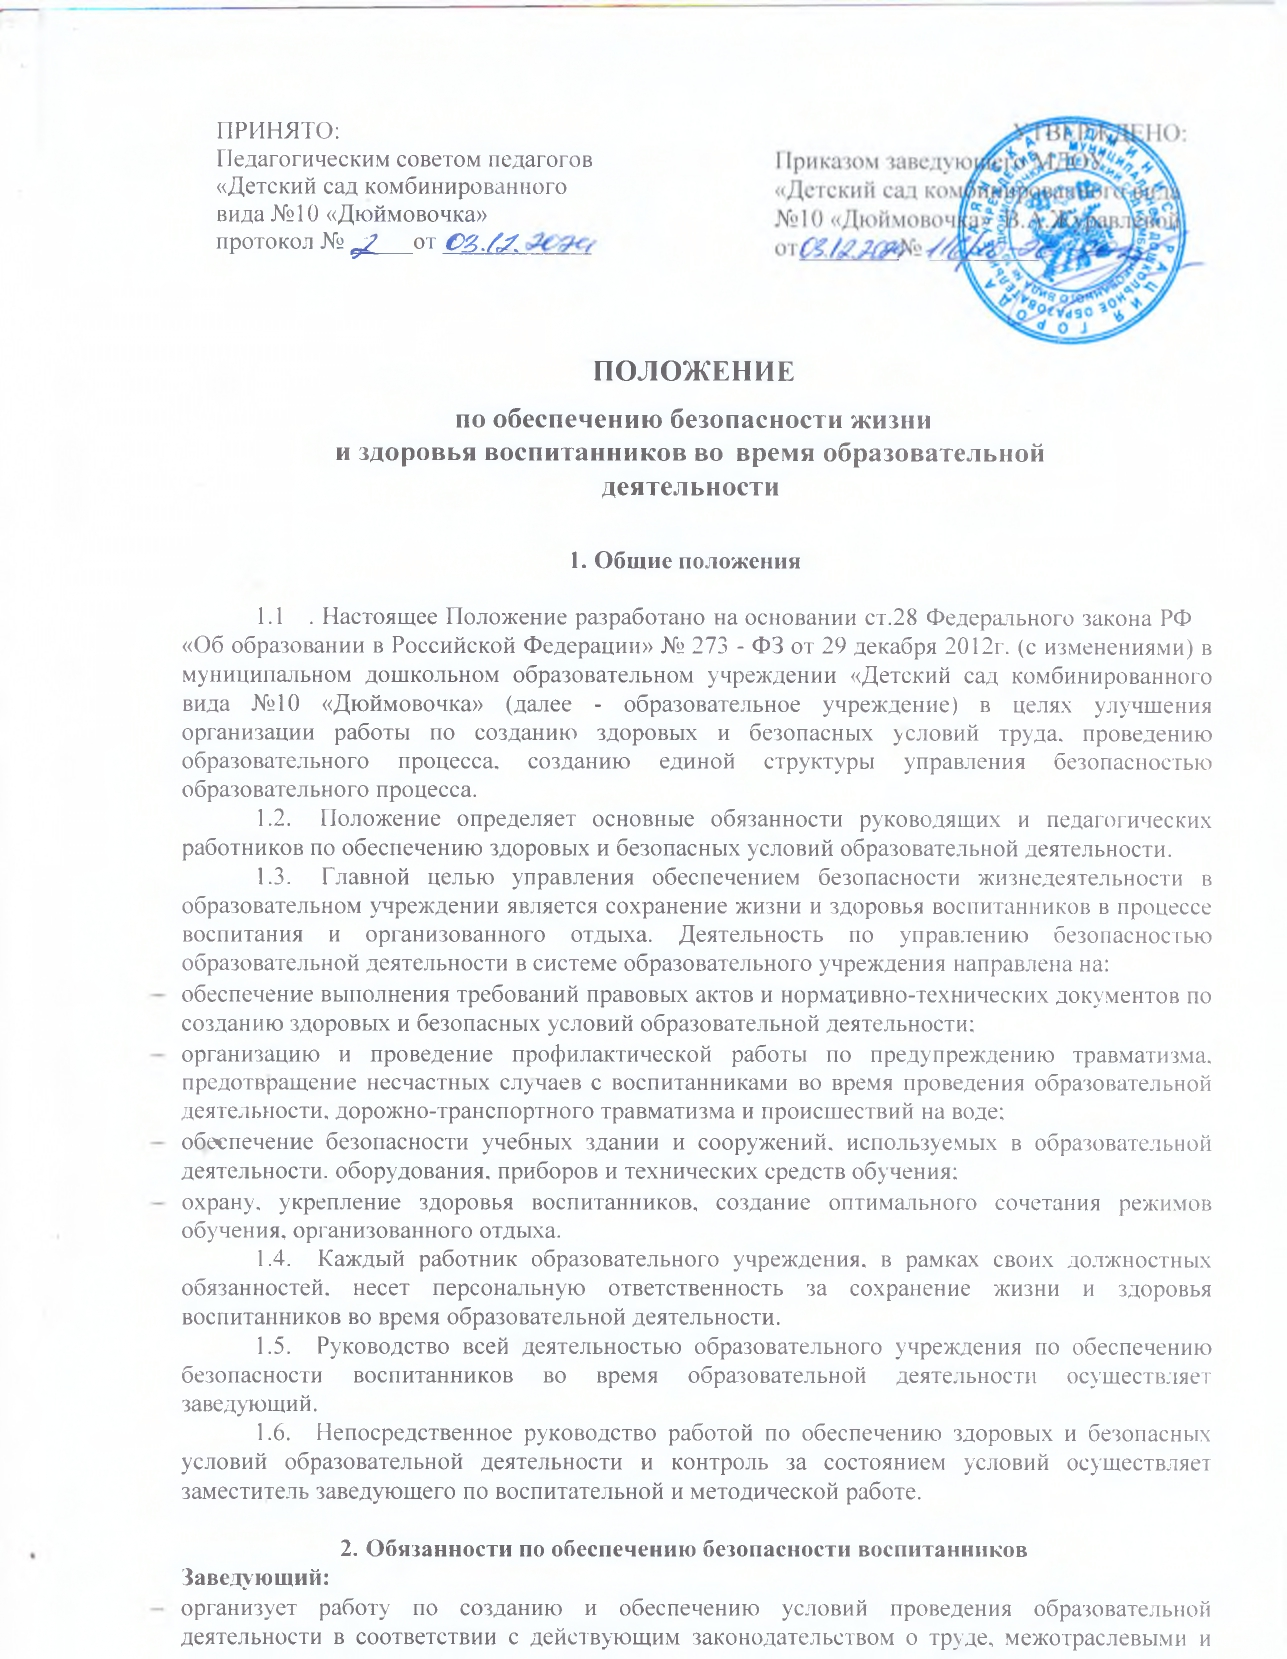 ПРИНЯТО:
Педагогическим советом педагогов
«Детский сад комбинированного
вида №10 «Дюймовочка»
протокол № 2 от 03.12.2024
УТВЕРЖДЕНО:
Приказом заведующего МДОУ
«Детский сад комбинированного вида
№10 «Дюймовочка» В.А.Журавлевой
от 03.12.2024 №
ПОЛОЖЕНИЕ
по обеспечению безопасности жизни
и здоровья воспитанников во время образовательной
деятельности
1. Общие положения
1.1 . Настоящее Положение разработано на основании ст.28 Федерального закона РФ
«Об образовании в Российской Федерации» № 273 - ФЗ от 29 декабря 2012г. (с изменениями) в
муниципальном дошкольном образовательном учреждении «Детский сад комбинированного
вида №10 «Дюймовочка» (далее - образовательное учреждение) в целях улучшения
организации работы по созданию здоровых и безопасных условий труда, проведению
образовательного процесса, созданию единой структуры управления безопасностью
образовательного процесса.
1.2. Положение определяет основные обязанности руководящих и педагогических
работников по обеспечению здоровых и безопасных условий образовательной деятельности.
1.3. Главной целью управления обеспечением безопасности жизнедеятельности в
образовательном учреждении является сохранение жизни и здоровья воспитанников в процессе
воспитания и организованного отдыха. Деятельность по управлению безопасностью
образовательной деятельности в системе образовательного учреждения направлена на:
– обеспечение выполнения требований правовых актов и нормативно-технических документов по
созданию здоровых и безопасных условий образовательной деятельности;
– организацию и проведение профилактической работы по предупреждению травматизма,
предотвращение несчастных случаев с воспитанниками во время проведения образовательной
деятельности, дорожно-транспортного травматизма и происшествий на воде;
– обеспечение безопасности учебных здании и сооружений, используемых в образовательной
деятельности, оборудования, приборов и технических средств обучения;
– охрану, укрепление здоровья воспитанников, создание оптимального сочетания режимов
обучения, организованного отдыха.
1.4. Каждый работник образовательного учреждения, в рамках своих должностных
обязанностей, несет персональную ответственность за сохранение жизни и здоровья
воспитанников во время образовательной деятельности.
1.5. Руководство всей деятельностью образовательного учреждения по обеспечению
безопасности воспитанников во время образовательной деятельности осуществляет
заведующий.
1.6. Непосредственное руководство работой по обеспечению здоровых и безопасных
условий образовательной деятельности и контроль за состоянием условий осуществляет
заместитель заведующего по воспитательной и методической работе.
2. Обязанности по обеспечению безопасности воспитанников
Заведующий:
– организует работу по созданию и обеспечению условий проведения образовательной
деятельности в соответствии с действующим законодательством о труде, межотраслевыми и